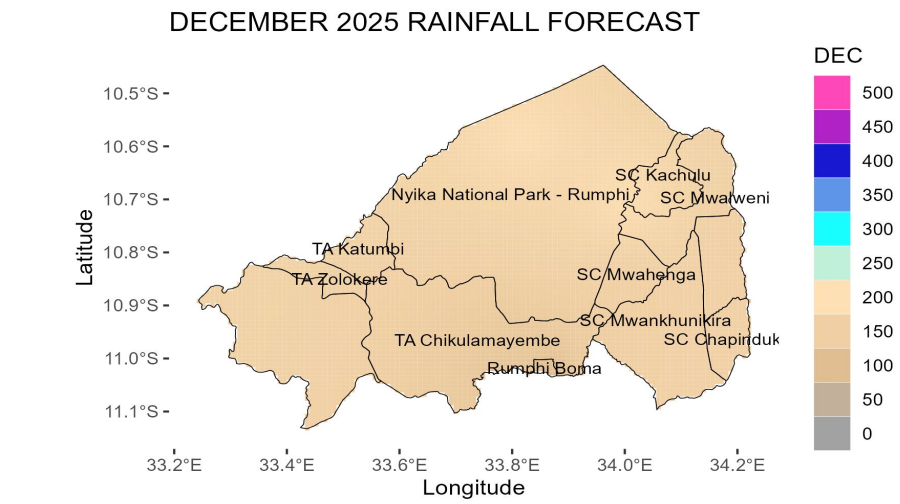 DECEMBER 2025 RAINFALL FORECAST
DEC
500
450
400
350
300
250
200
150
100
50
0
10.5°S
10.6°S
10.7°S
10.8°S
10.9°S
11.0°S
11.1°S
Latitude
SC Kachulu
Nyika National Park - Rumphi
SC Mwalweni
TA Katumbi
SC Mwahenga
TA Zolokere
SC Mwankhunikira
SC Chapinduk
TA Chikulamayembe
Rumphi Boma
33.2°E 33.4°E 33.6°E 33.8°E 34.0°E 34.2°E
Longitude